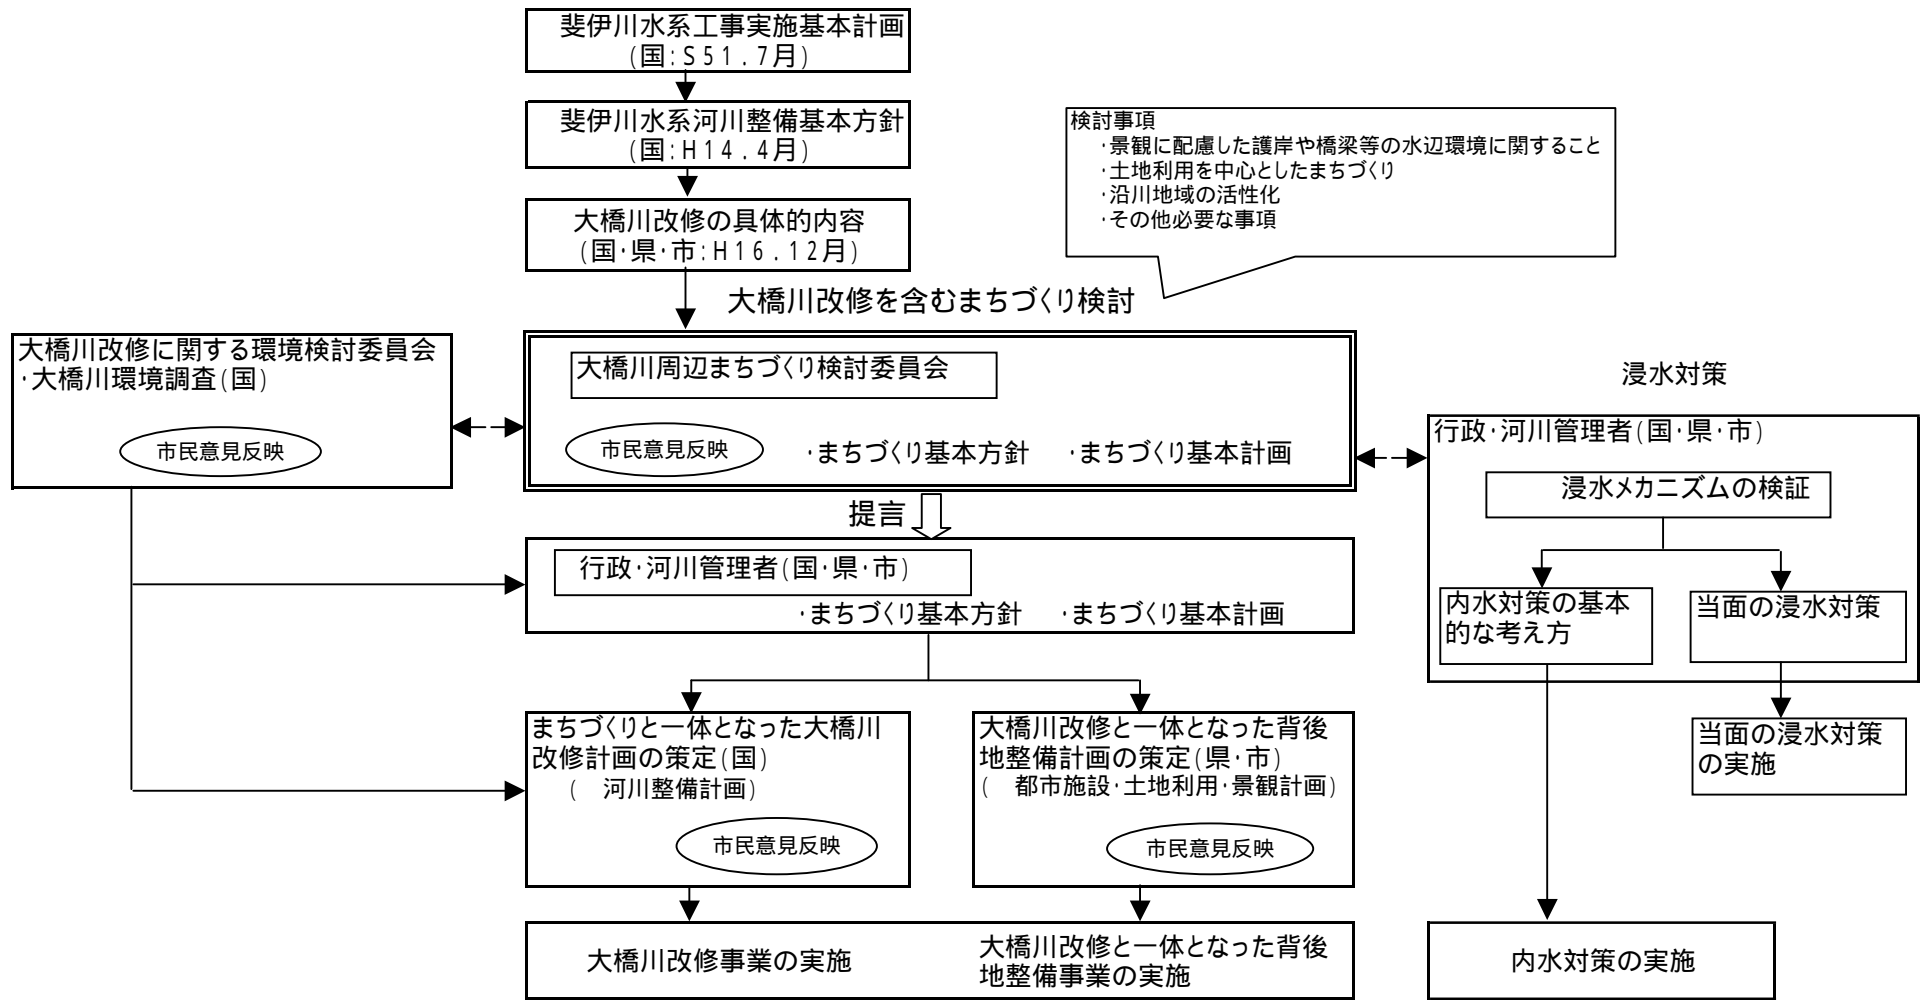 斐伊川水系工事実施基本計画
(国:S51.7月)
斐伊川水系河川整備基本方針
(国:H14.4月)
大橋川改修の具体的内容
(国・県・市:H16.12月)
検討事項
・景観に配慮した護岸や橋梁等の水辺環境に関すること
・土地利用を中心としたまちづくり
・沿川地域の活性化
・その他必要な事項
大橋川改修を含むまちづくり検討
大橋川改修に関する環境検討委員会
・大橋川環境調査(国)
市民意見反映
大橋川周辺まちづくり検討委員会
市民意見反映
・まちづくり基本方針
・まちづくり基本計画
浸水対策
行政・河川管理者(国・県・市)
浸水メカニズムの検証
内水対策の基本
的な考え方
当面の浸水対策
当面の浸水対策
の実施
提言
行政・河川管理者(国・県・市)
・まちづくり基本方針
・まちづくり基本計画
まちづくりと一体となった大橋川
改修計画の策定(国)
( 河川整備計画)
市民意見反映
大橋川改修と一体となった背後
地整備計画の策定(県・市)
( 都市施設・土地利用・景観計画)
市民意見反映
大橋川改修事業の実施
大橋川改修と一体となった背後
地整備事業の実施
内水対策の実施